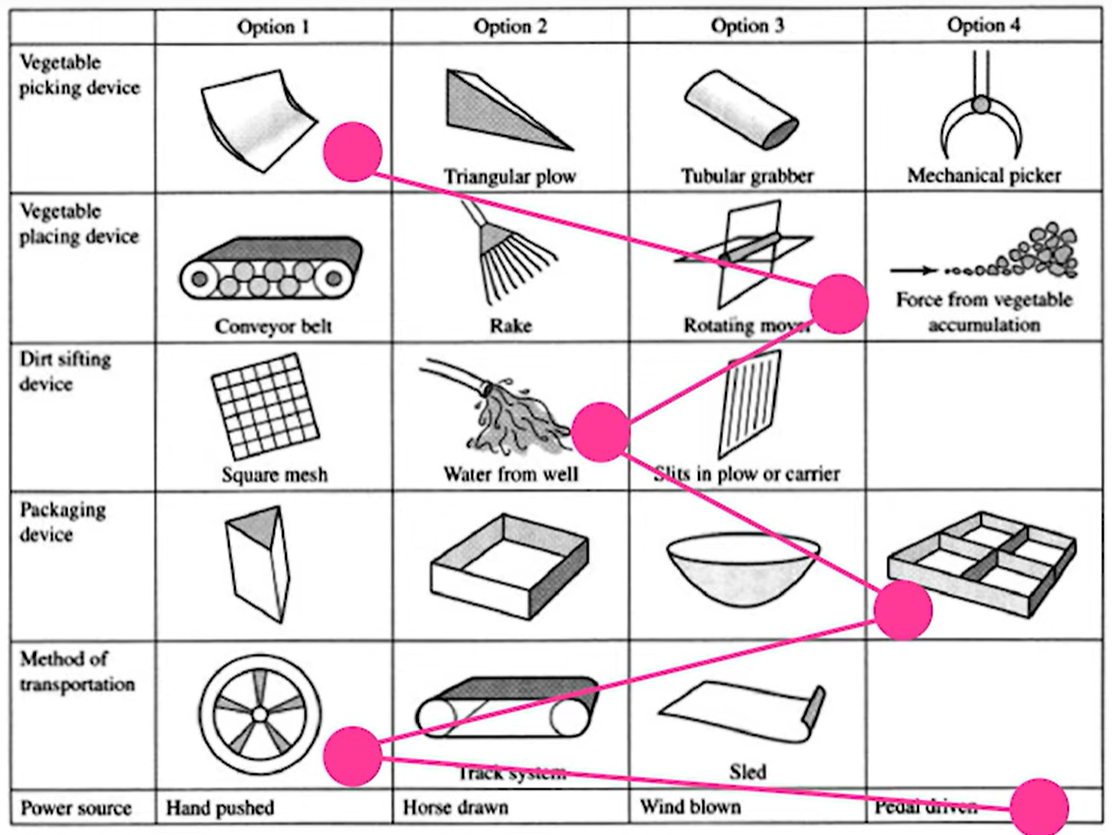 Option 1 Option 2 Option 3 Option 4
Vegetable
picking device
Triangular plow Tubular grabber Mechanical picker
Vegetable
placing device
Conveyor belt Rake Rotating mover Force from vegetable
accumulation
Dirt sifting
device
Square mesh Water from well Slits in plow or carrier
Packaging
device
Method of
transportation
Track system Sled
Power source Hand pushed Horse drawn Wind blown Pedal driven